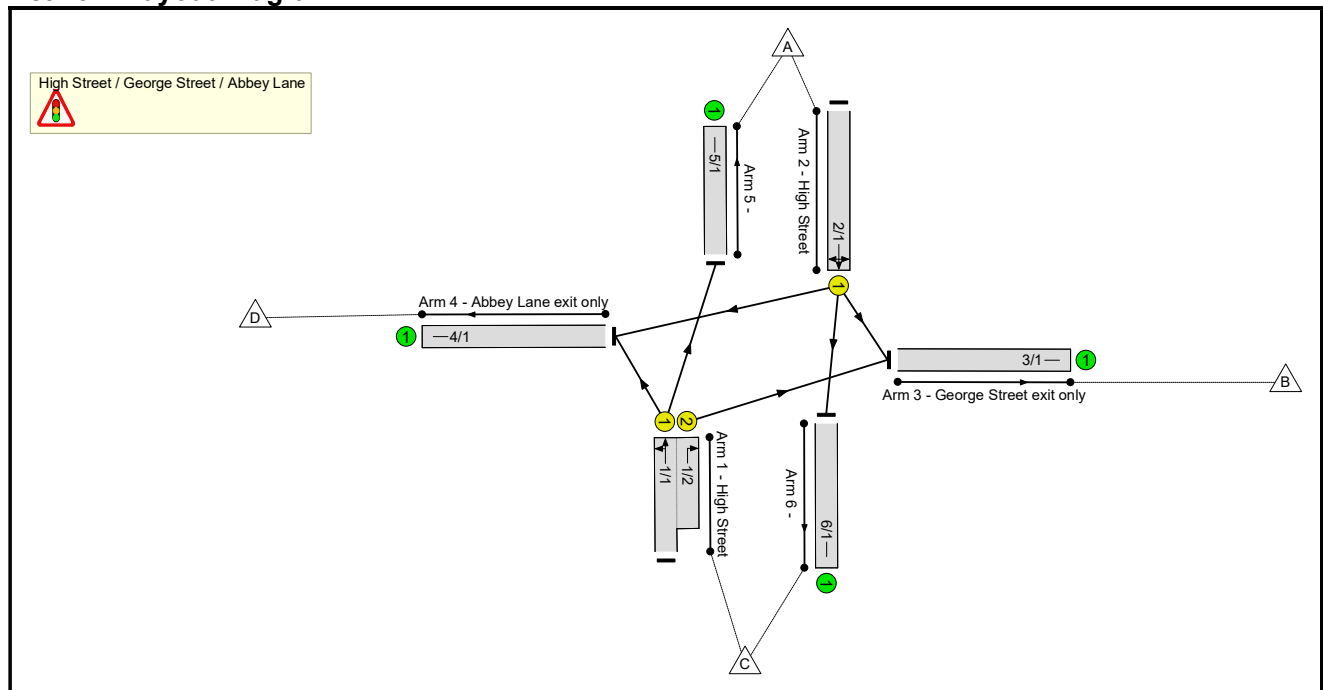 High Street / George Street / Abbey Lane
A
1
5/1
Arm 5 -
Arm 2 - High Street
2/1
1
Arm 4 - Abbey Lane exit only
D
1
4/1
3/1
1
B
Arm 3 - George Street exit only
1
2
1/1
1/2
Arm 1 - High Street
Arm 6 -
6/1
1
C